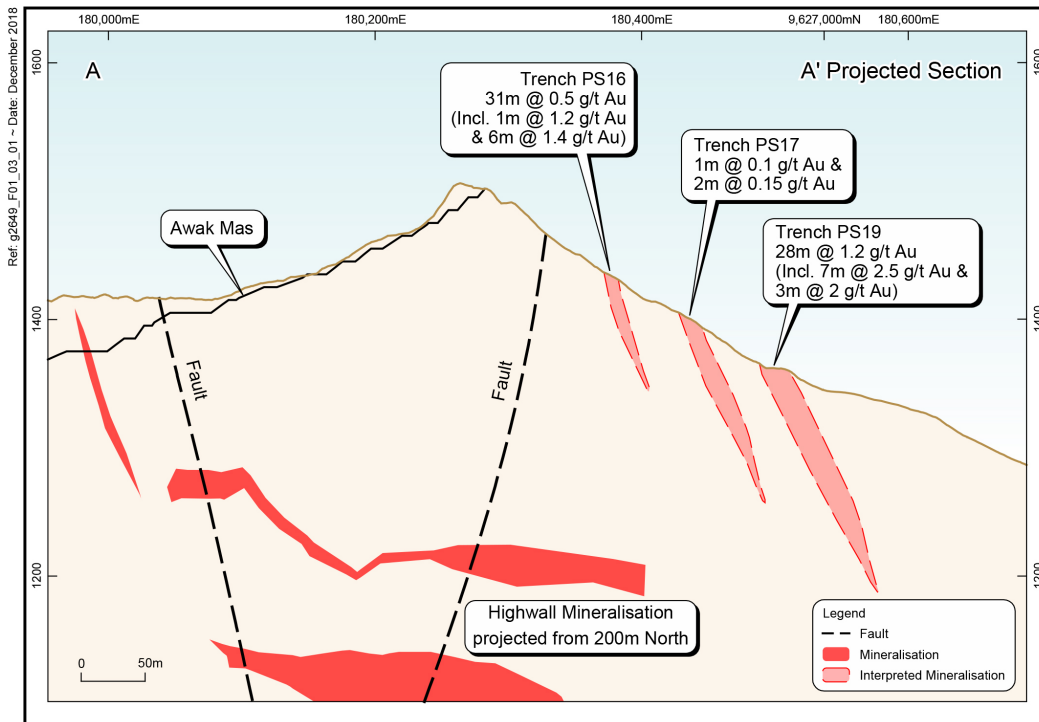 180,000mE
180,200mE
180,400mE
9,627,000mN
180,600mE
Ref: g2649_F01_03_01 ~ Date: December 2018
1600
1600
A
A' Projected Section
Trench PS16
31m @ 0.5 g/t Au
(Incl. 1m @ 1.2 g/t Au
& 6m @ 1.4 g/t Au)
Trench PS17
1m @ 0.1 g/t Au &
2m @ 0.15 g/t Au
Awak Mas
Trench PS19
28m @ 1.2 g/t Au
(Incl. 7m @ 2.5 g/t Au &
3m @ 2 g/t Au)
1400
1400
Fault
Fault
1200
1200
Highwall Mineralisation
projected from 200m North
0
50m
Legend
Fault
Mineralisation
Interpreted Mineralisation